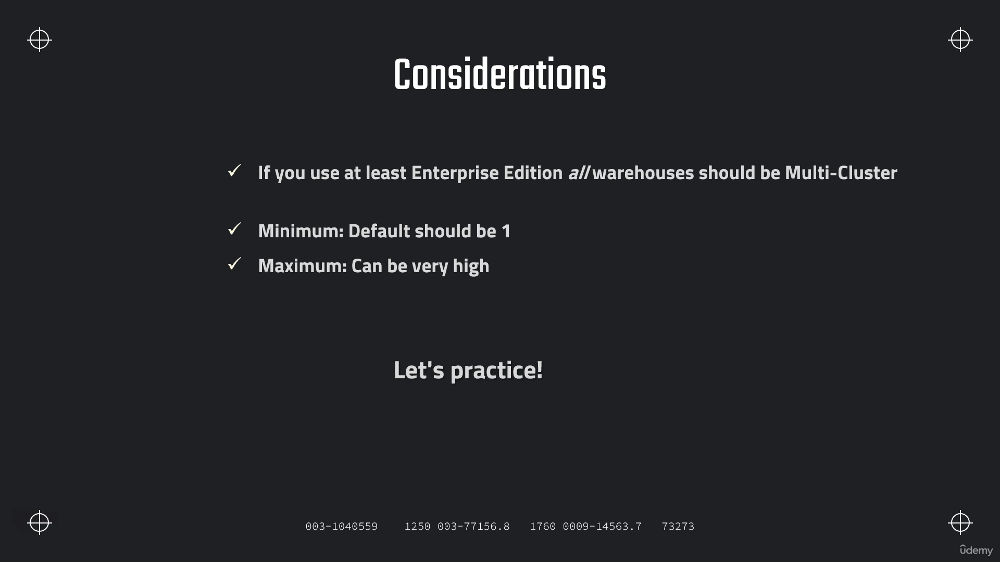 Considerations
If you use at least Enterprise Edition all warehouses should be Multi-Cluster
Minimum: Default should be 1
Maximum: Can be very high
Let's practice!
003-1040559 1250 003-77156.8 1760 0009-14563.7 73273
ûdemy